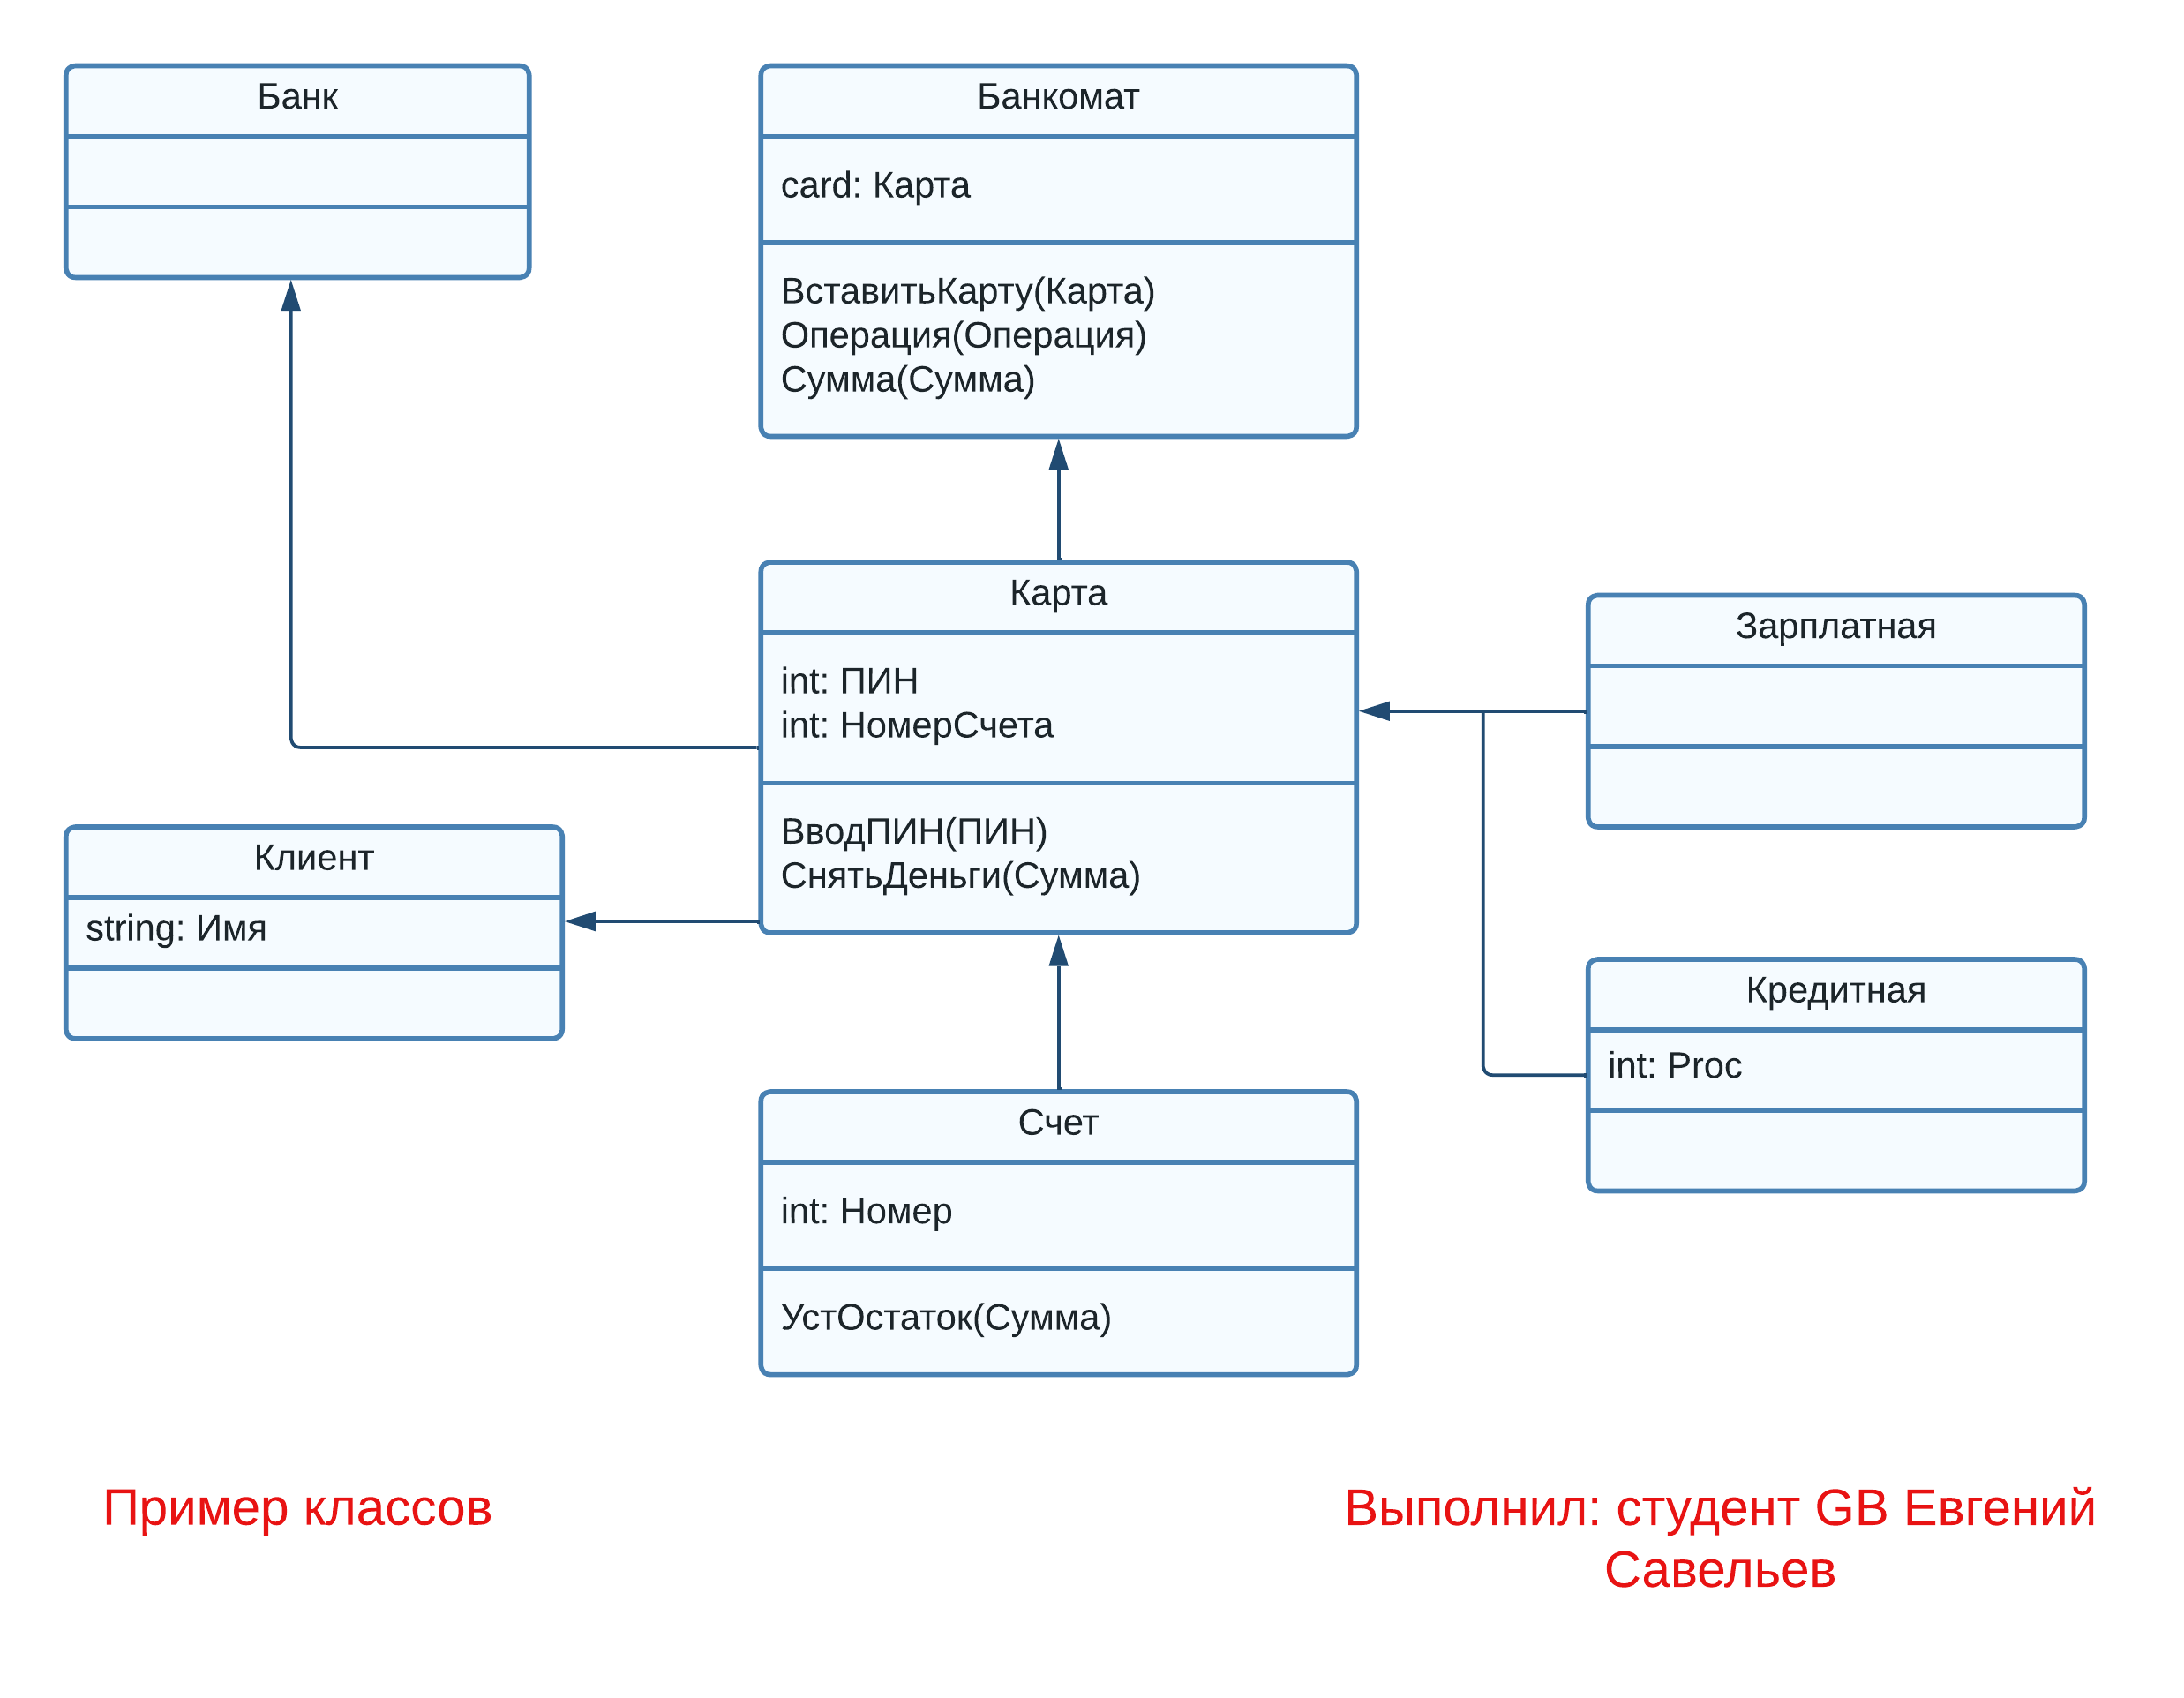 Банк
Банкомат
card: Карта
ВставитьКарту(Карта)
Операция(Операция)
Сумма(Сумма)
Карта
int: ПИН
int: НомерСчета
ВводПИН(ПИН)
СнятьДеньги(Сумма)
Зарплатная
Клиент
string: Имя
Кредитная
int: Proc
Счет
int: Номер
УстОстаток(Сумма)
Пример классов
Выполнил: студент GB Евгений
Савельев